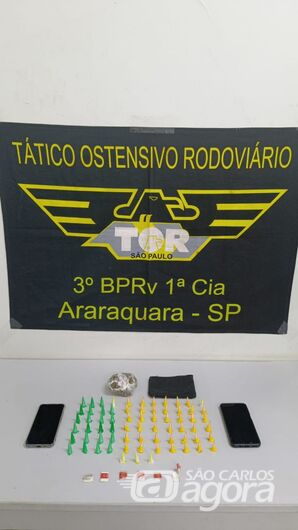 TÁTICO OSTENSIVO RODOVIÁRIO
TOR
SÃO PAULO
3º BPRv 1ª Cia
Araraquara - SP
SÃO CARLOS
agora